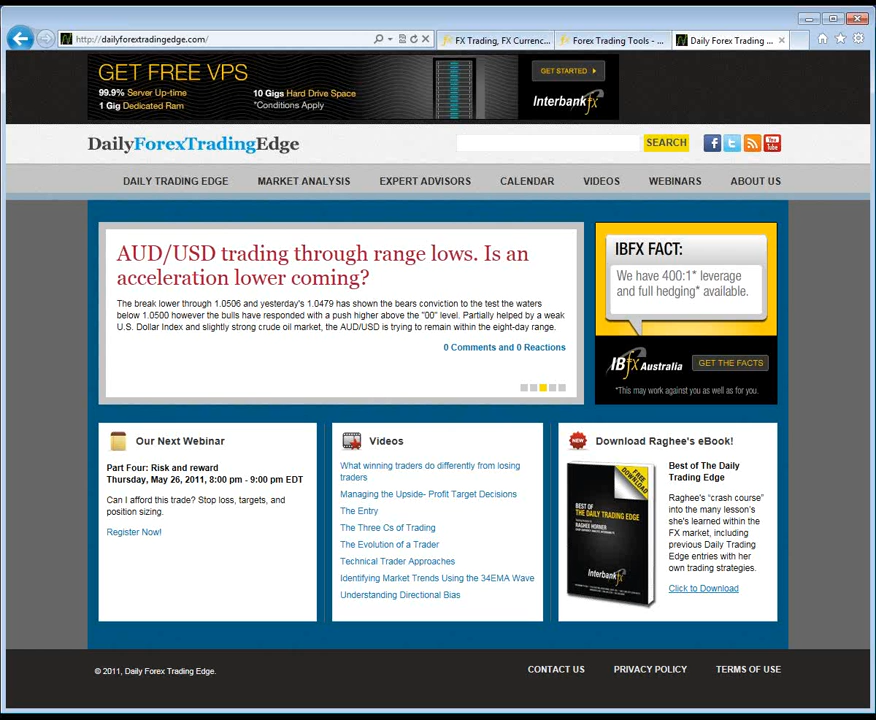 http://dailyforextradingedge.com/
FX Trading, FX Currenc...
Forex Trading Tools - ...
Daily Forex Trading ...
GET FREE VPS
99.9% Server Up-time
10 Gigs Hard Drive Space
1 Gig Dedicated Ram
*Conditions Apply
GET STARTED
Interbankfx
DailyForexTradingEdge
SEARCH
You Tube
DAILY TRADING EDGE
MARKET ANALYSIS
EXPERT ADVISORS
CALENDAR
VIDEOS
WEBINARS
ABOUT US
AUD/USD trading through range lows. Is an
acceleration lower coming?
The break lower through 1.0506 and yesterday's 1.0479 has shown the bears conviction to the test the waters
below 1.0500 however the bulls have responded with a push higher above the "00" level. Partially helped by a weak
U.S. Dollar Index and slightly strong crude oil market, the AUD/USD is trying to remain within the eight-day range.
0 Comments and 0 Reactions
IBFX FACT:
We have 400:1* leverage
and full hedging* available.
IBfx Australia
GET THE FACTS
*This may work against you as well as for you.
Our Next Webinar
Part Four: Risk and reward
Thursday, May 26, 2011, 8:00 pm - 9:00 pm EDT
Can I afford this trade? Stop loss, targets, and
position sizing.
Register Now!
Videos
What winning traders do differently from losing
traders
Managing the Upside- Profit Target Decisions
The Entry
The Three Cs of Trading
The Evolution of a Trader
Technical Trader Approaches
Identifying Market Trends Using the 34EMA Wave
Understanding Directional Bias
NEW
Download Raghee's eBook!
FREE
DOWNLOAD
BEST OF
THE DAILY TRADING EDGE
RAGHEE HORNER
Interbankfx
Best of The Daily
Trading Edge
Raghee's “crash course”
into the many lesson's
she's learned within the
FX market, including
previous Daily Trading
Edge entries with her
own trading strategies.
Click to Download
© 2011, Daily Forex Trading Edge.
CONTACT US
PRIVACY POLICY
TERMS OF USE